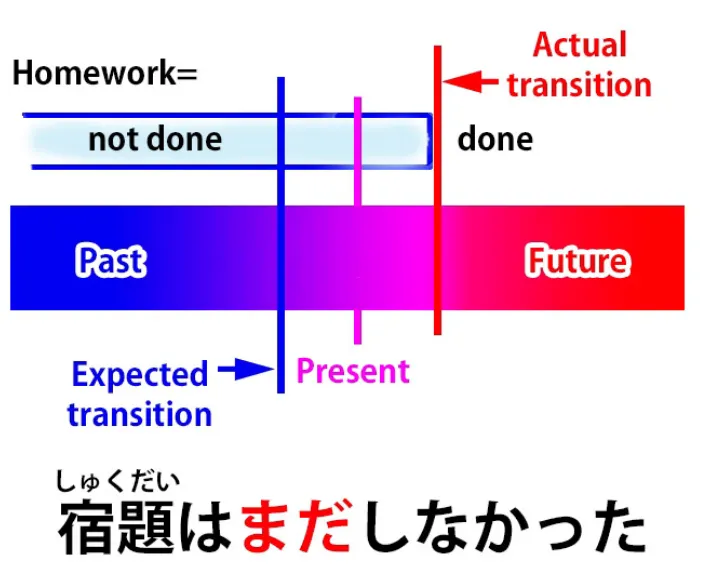 Actual
transition
Homework=
not done
done
Past
Future
Expected
transition
Present
しゅくだい
宿題はまだしなかった